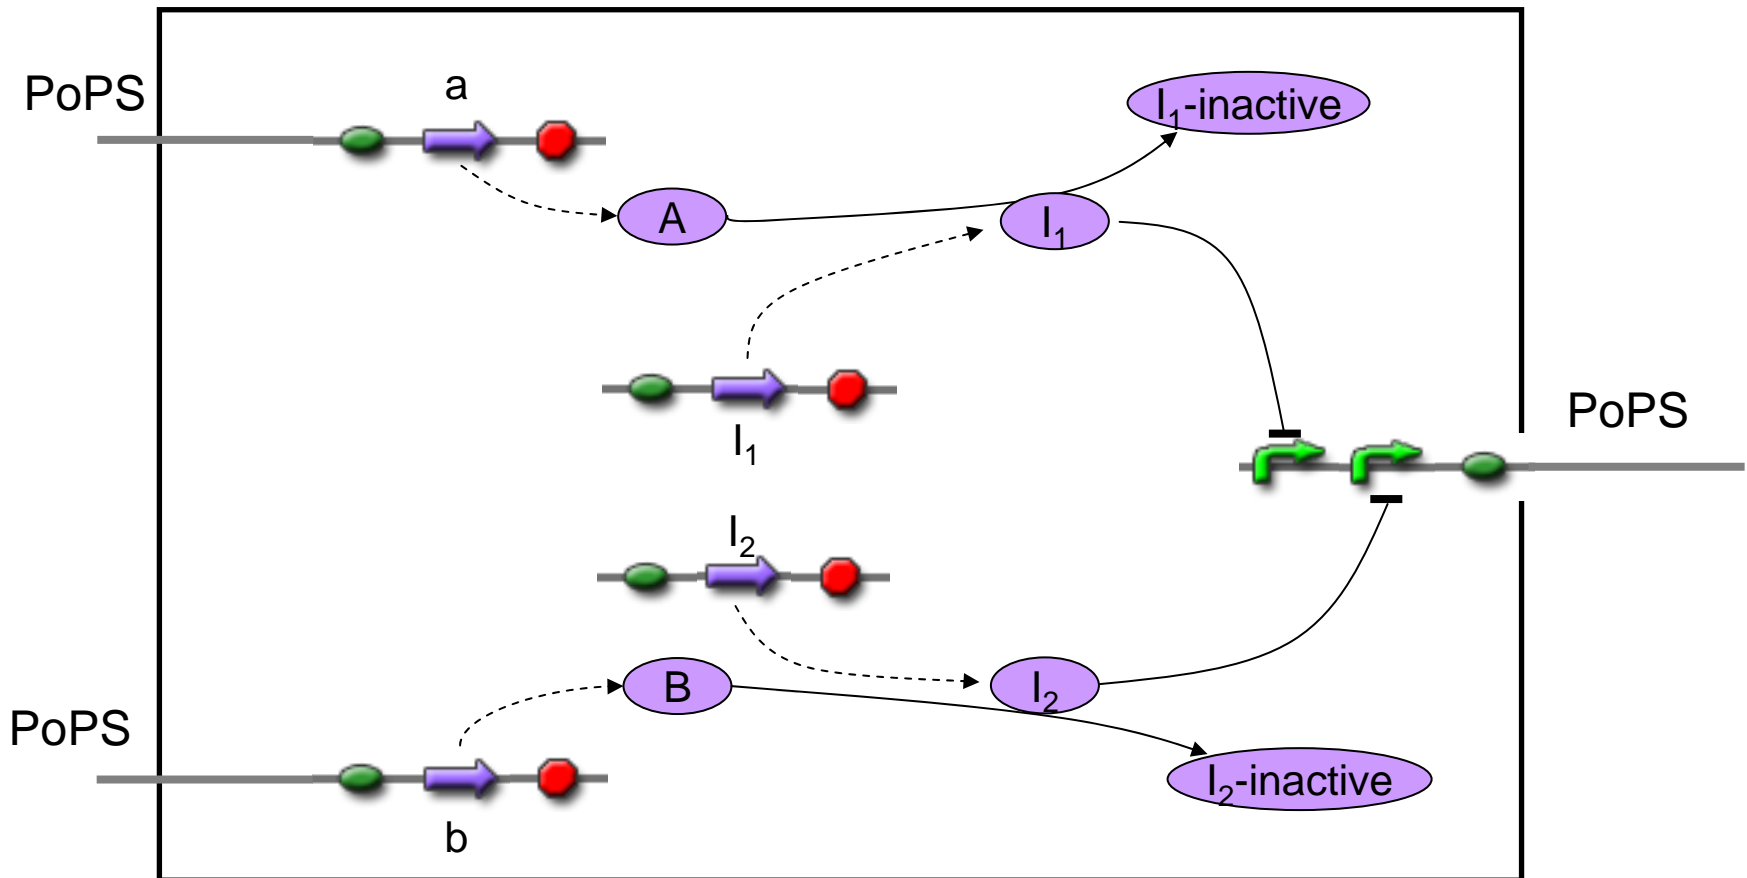 PoPS
a
I₁-inactive
A
I₁
I₁
PoPS
I₂
B
I₂
PoPS
I₂-inactive
b